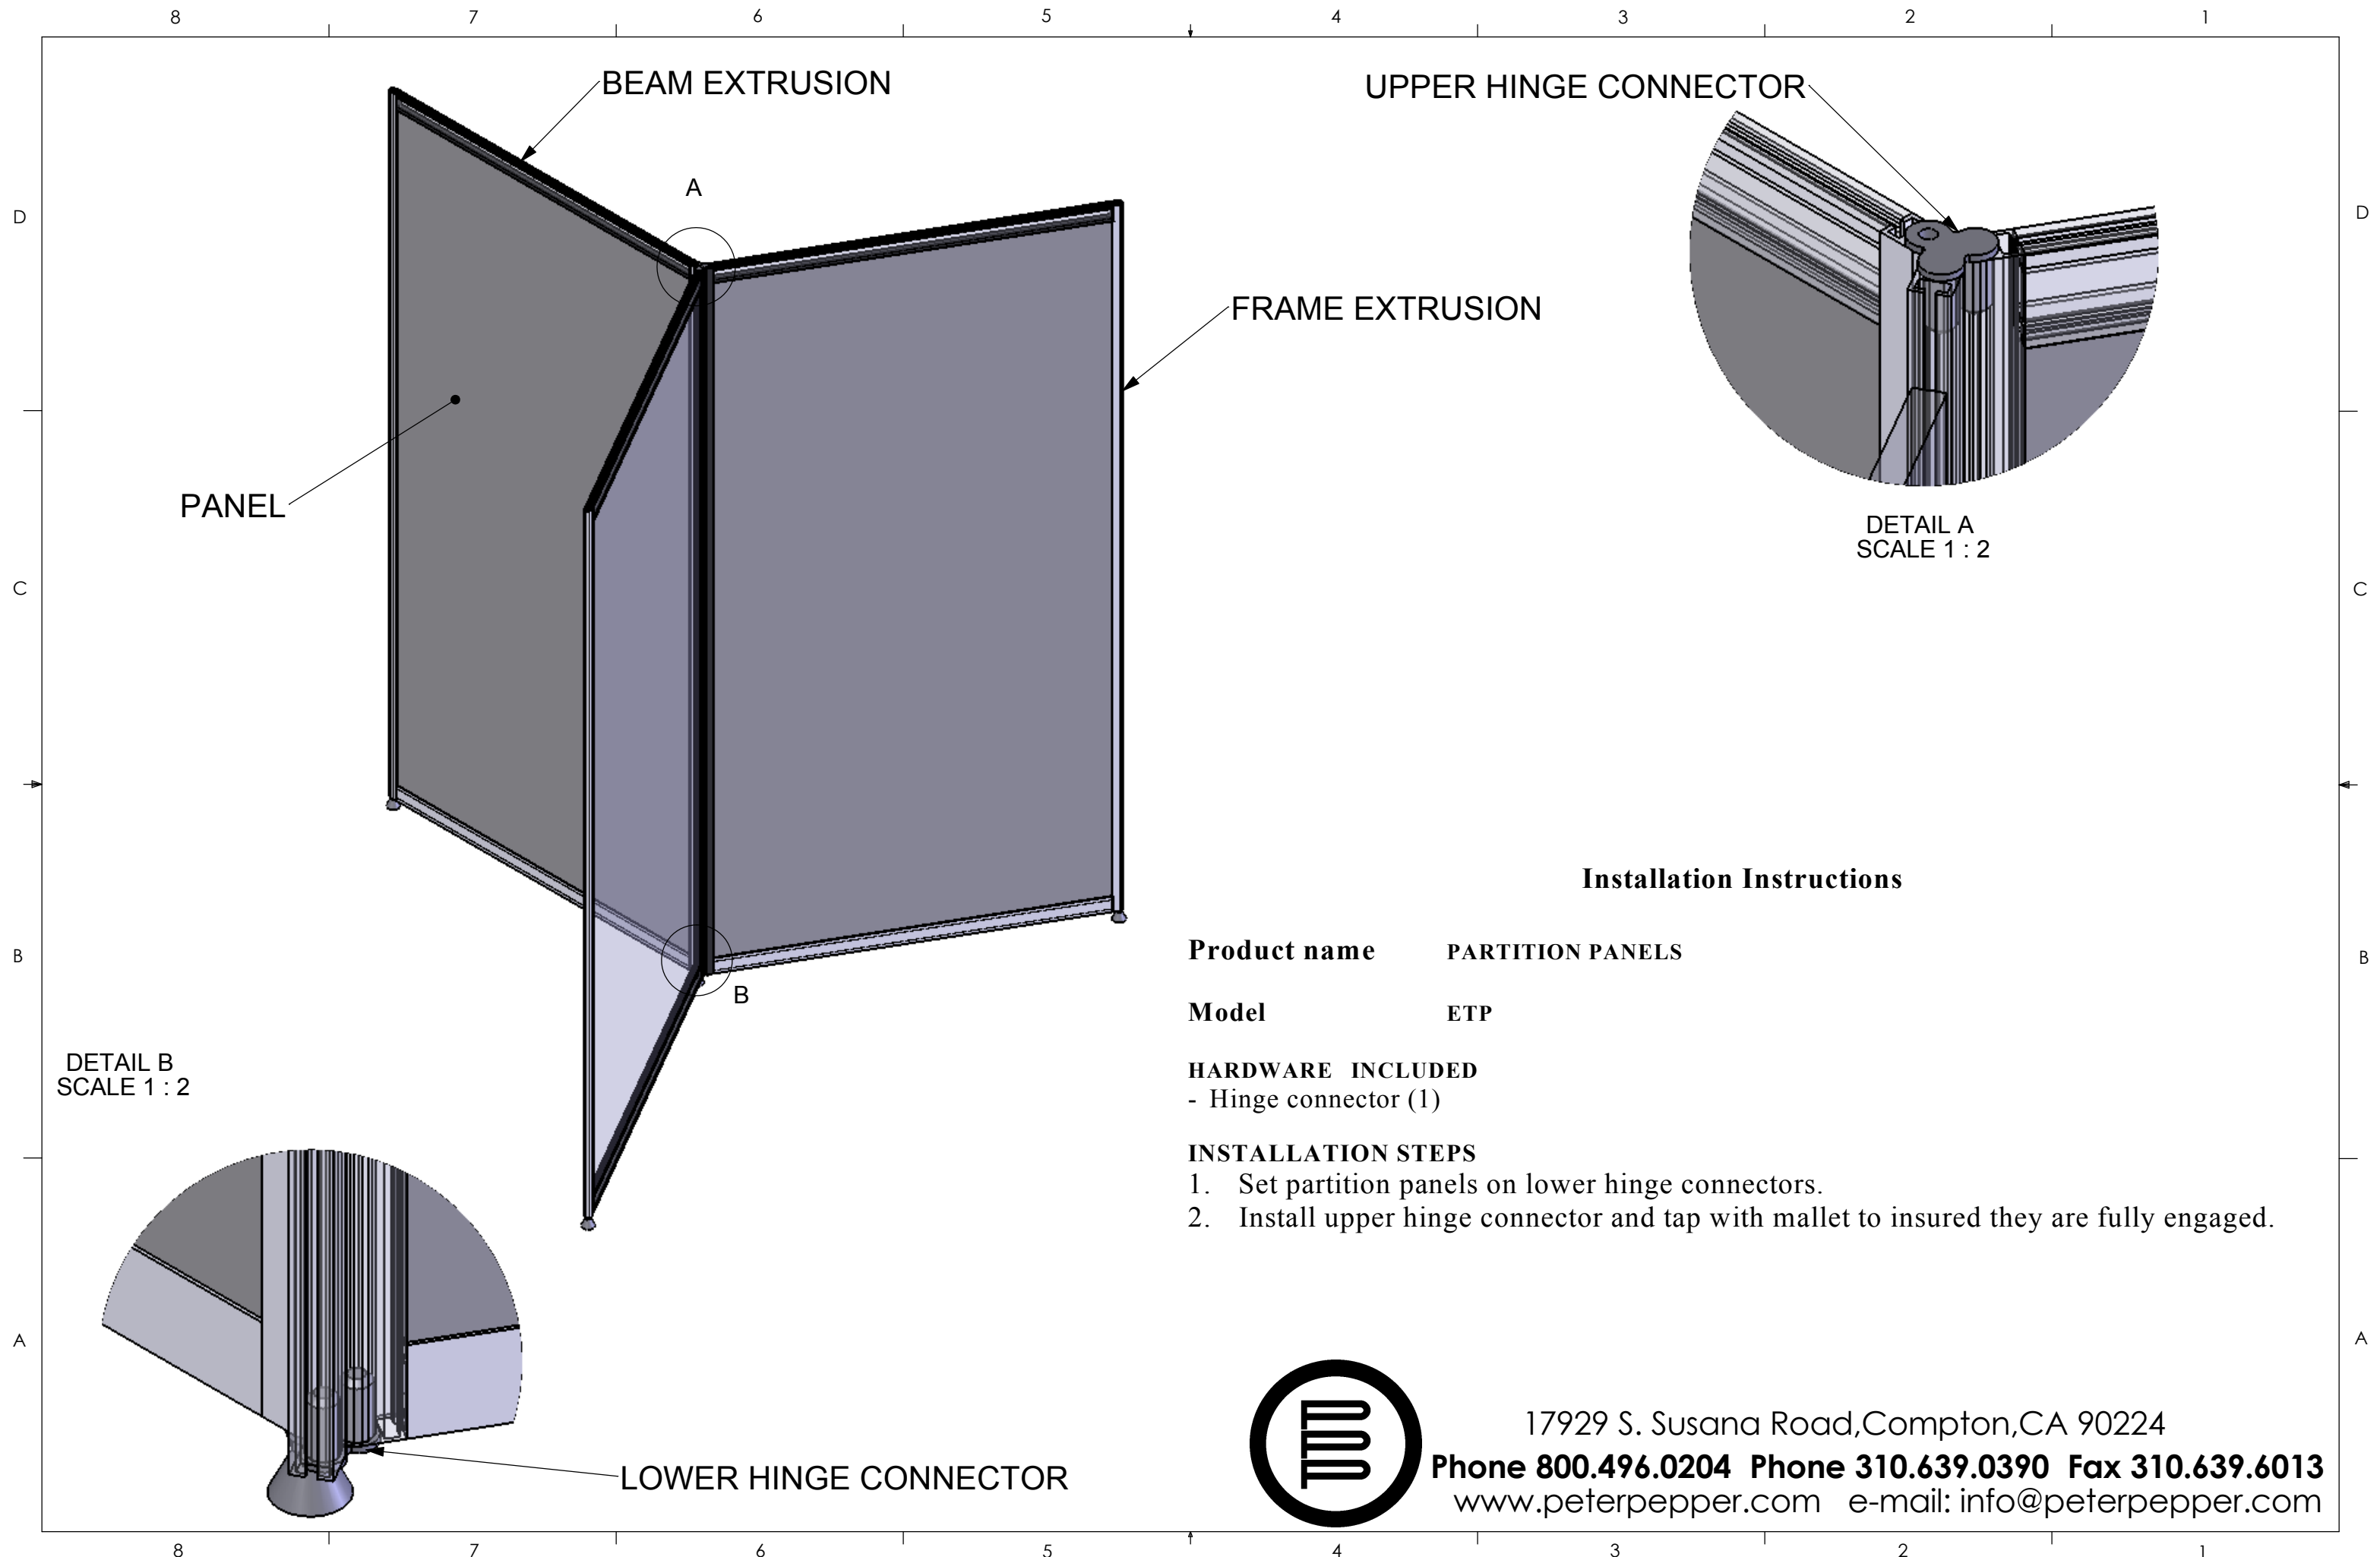 8 7 6 5 4 3 2 1
BEAM EXTRUSION
UPPER HINGE CONNECTOR
A
D D
FRAME EXTRUSION
PANEL
DETAIL A
SCALE 1 : 2
C C
Installation Instructions
Product name PARTITION PANELS
B B
B
Model ETP
DETAIL B
SCALE 1 : 2
HARDWARE INCLUDED
- Hinge connector (1)
INSTALLATION STEPS
1. Set partition panels on lower hinge connectors.
2. Install upper hinge connector and tap with mallet to insured they are fully engaged.
A A
LOWER HINGE CONNECTOR
PPP
17929 S. Susana Road,Compton,CA 90224
Phone 800.496.0204 Phone 310.639.0390 Fax 310.639.6013
www.peterpepper.com e-mail: info@peterpepper.com
8 7 6 5 4 3 2 1